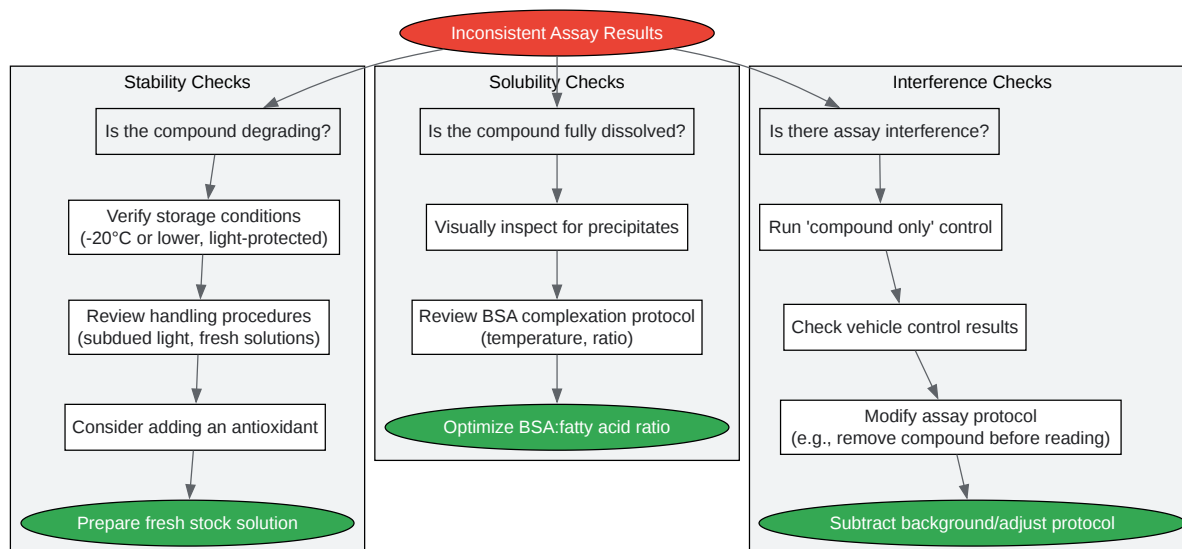 Inconsistent Assay Results
Stability Checks
Is the compound degrading?
Verify storage conditions
(-20°C or lower, light-protected)
Review handling procedures
(subdued light, fresh solutions)
Consider adding an antioxidant
Prepare fresh stock solution
Solubility Checks
Is the compound fully dissolved?
Visually inspect for precipitates
Review BSA complexation protocol
(temperature, ratio)
Optimize BSA:fatty acid ratio
Interference Checks
Is there assay interference?
Run 'compound only' control
Check vehicle control results
Modify assay protocol
(e.g., remove compound before reading)
Subtract background/adjust protocol